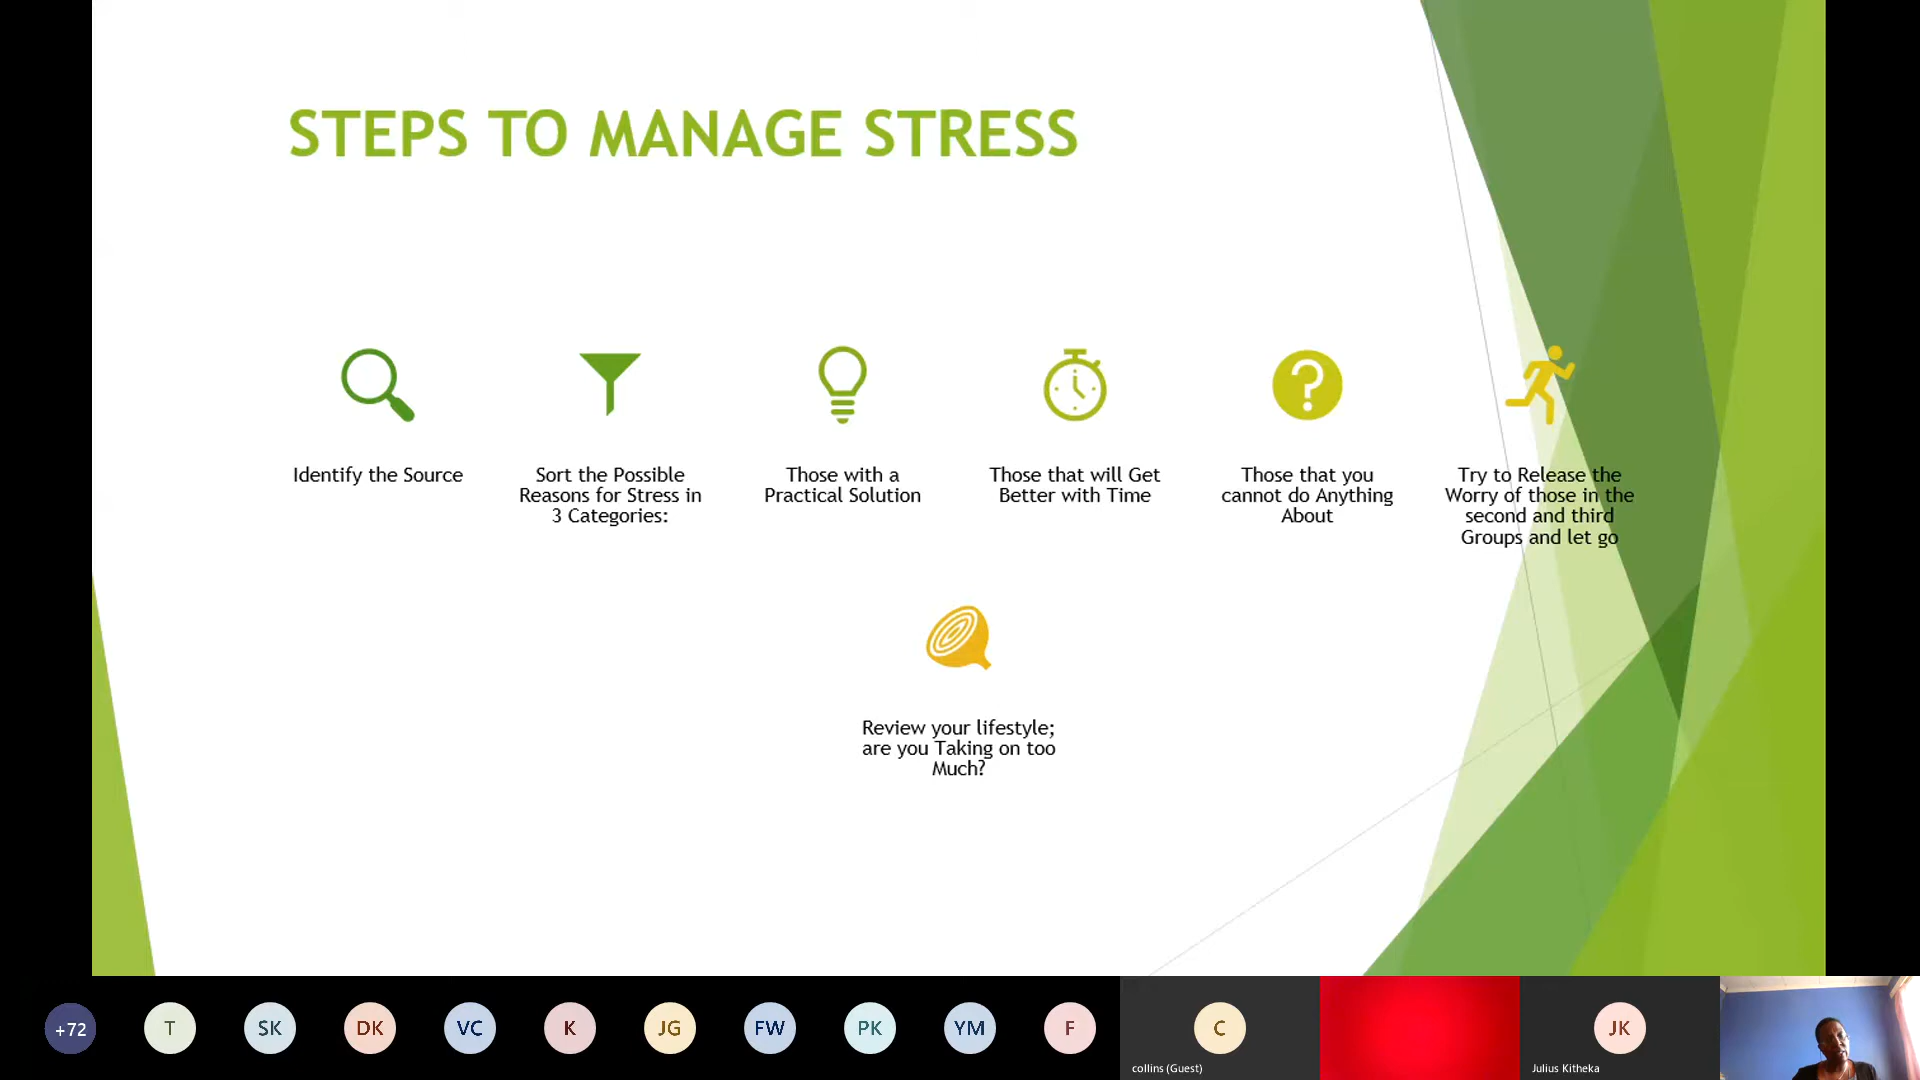 STEPS TO MANAGE STRESS
Identify the Source
Sort the Possible
Reasons for Stress in
3 Categories:
Those with a
Practical Solution
Those that will Get
Better with Time
Those that you
cannot do Anything
About
Try to Release the
Worry of those in the
second and third
Groups and let go
Review your lifestyle;
are you Taking on too
Much?
+72
T
SK
DK
VC
K
JG
FW
PK
YM
F
C
collins (Guest)
JK
Julius Kitheka